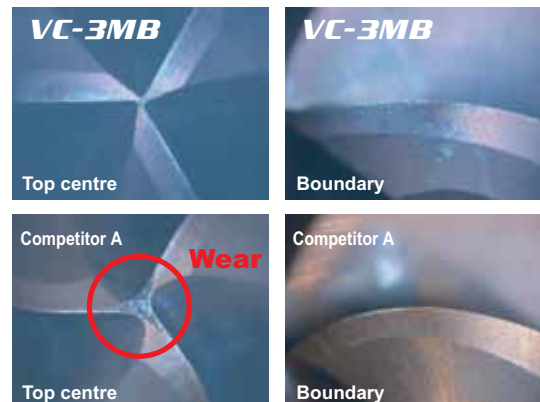 VC-3MB
Top centre
VC-3MB
Boundary
Competitor A
Wear
Top centre
Competitor A
Boundary